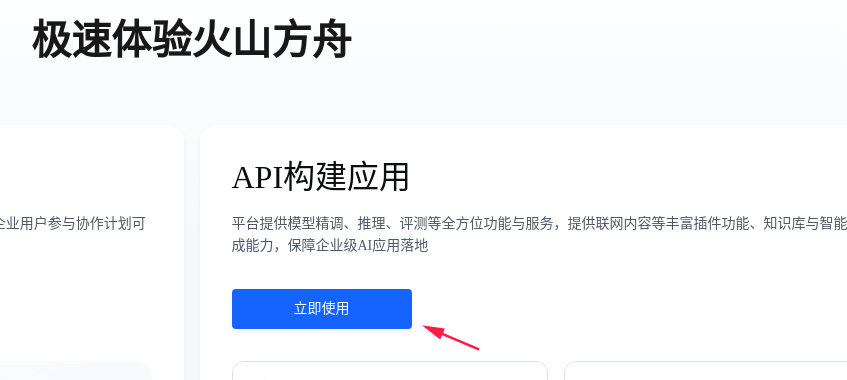 极速体验火山方舟
API构建应用
企业用户参与协作计划可
平台提供模型精调、推理、评测等全方位功能与服务，提供联网内容等丰富插件功能、知识库与智能
成能力，保障企业级AI应用落地
立即使用